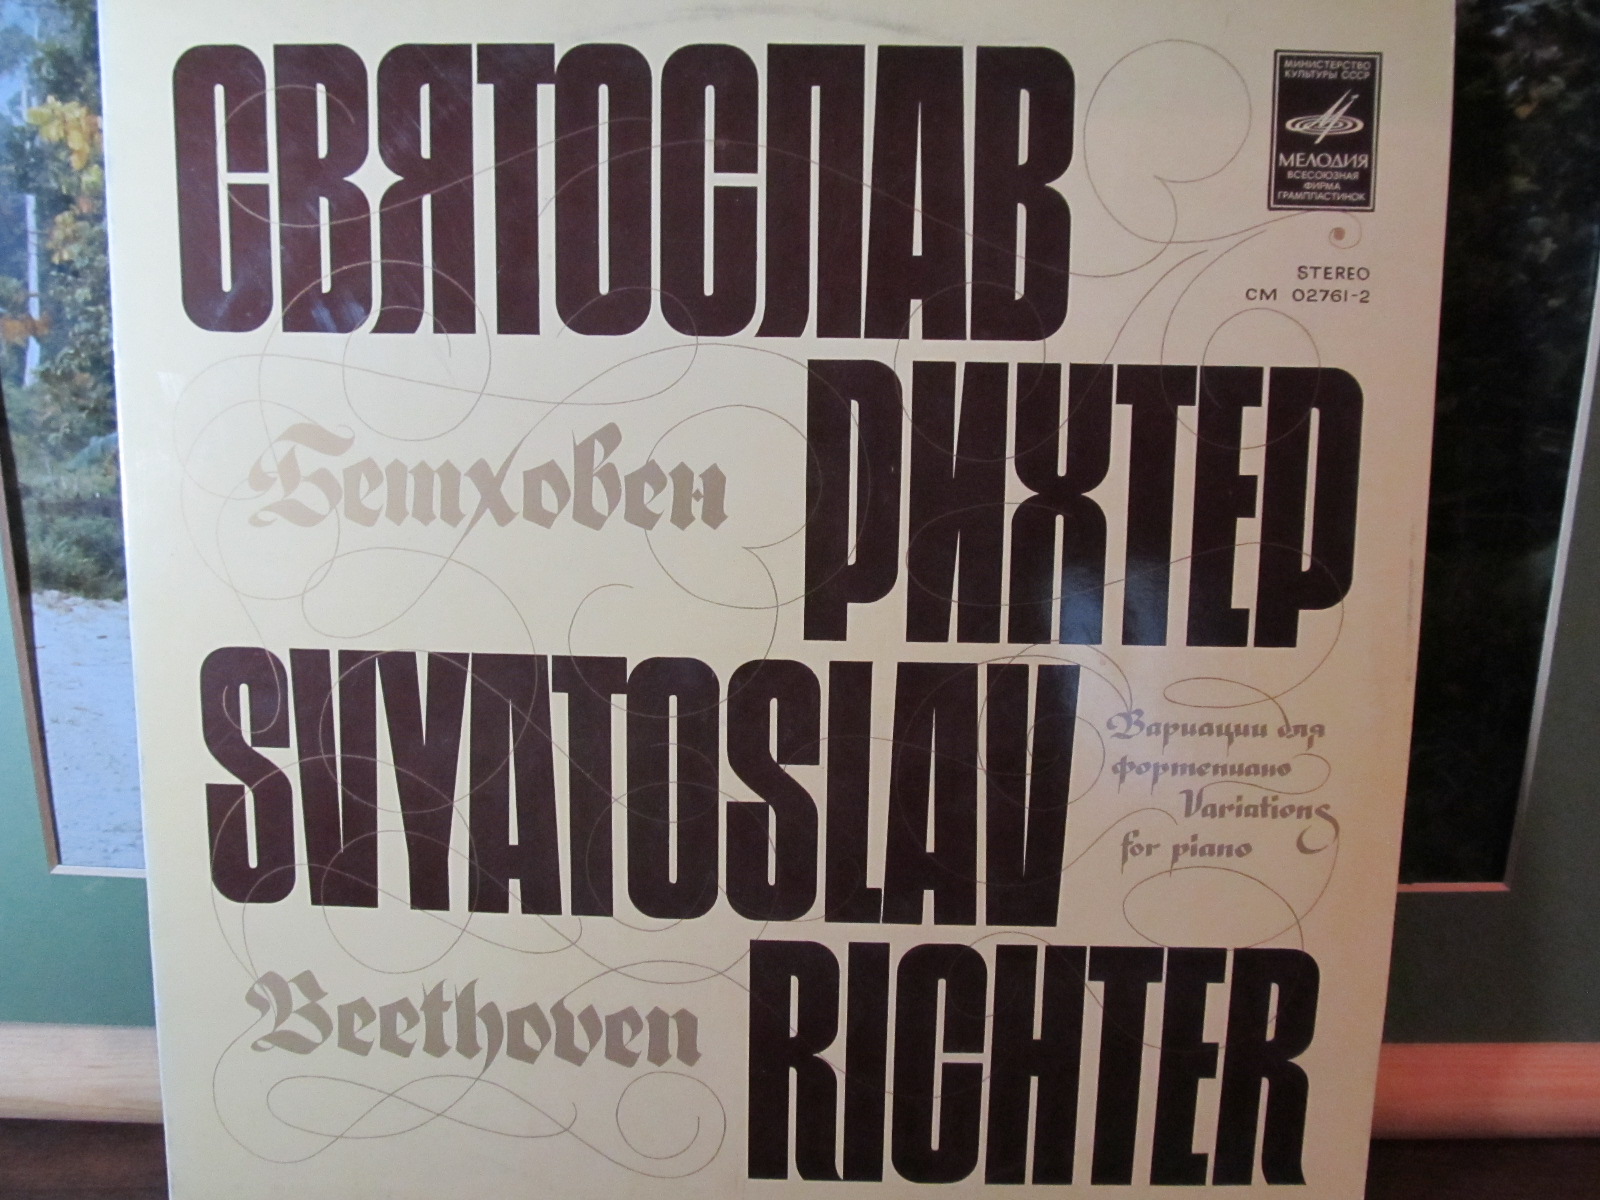 СВЯТОСЛАВ
МИНИСТЕРСТВО
КУЛЬТУРЫ СССР
МЕЛОДИЯ
ВСЕСОЮЗНАЯ
ФИРМА
ГРАМПЛАСТИНОК
STEREO
СМ 02761-2
РИХТЕР
Бетховен
SVYATOSLAV
Вариации для
фортепиано
Variations
for piano
Beethoven
RICHTER